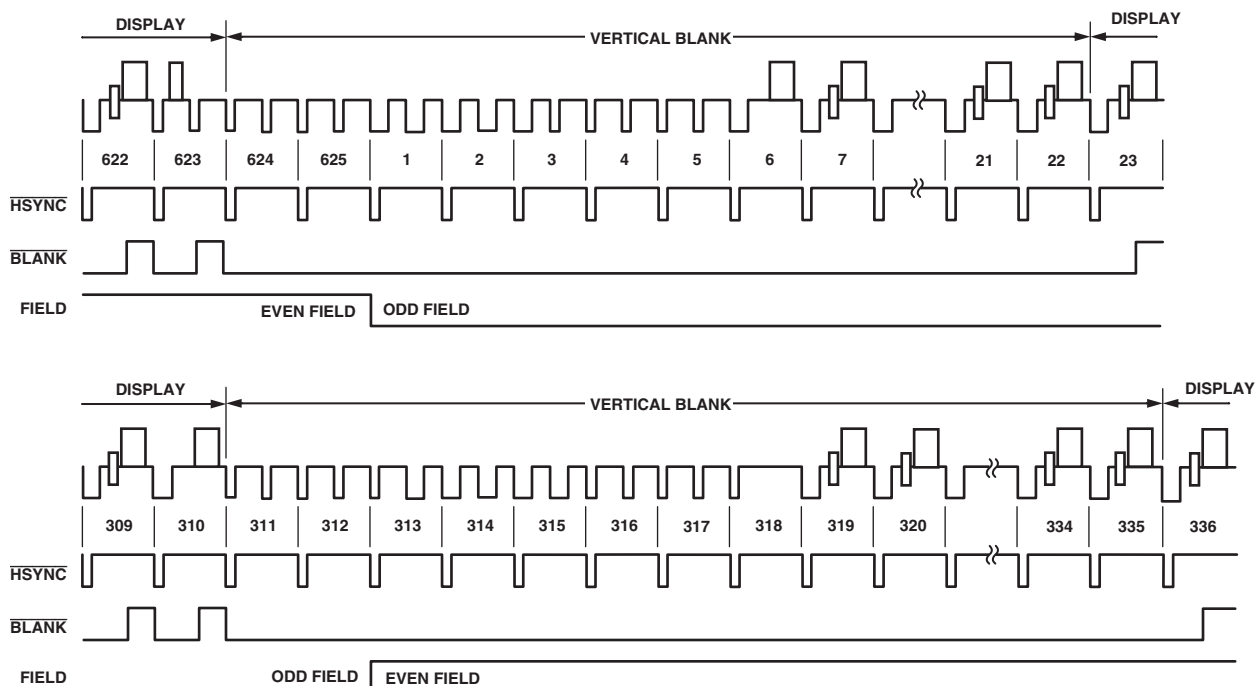 DISPLAY VERTICAL BLANK DISPLAY
622 623 624 625 1 2 3 4 5 6 7 21 22 23
HSYNC
BLANK
FIELD EVEN FIELD ODD FIELD
DISPLAY VERTICAL BLANK DISPLAY
309 310 311 312 313 314 315 316 317 318 319 320 334 335 336
HSYNC
BLANK
FIELD ODD FIELD EVEN FIELD